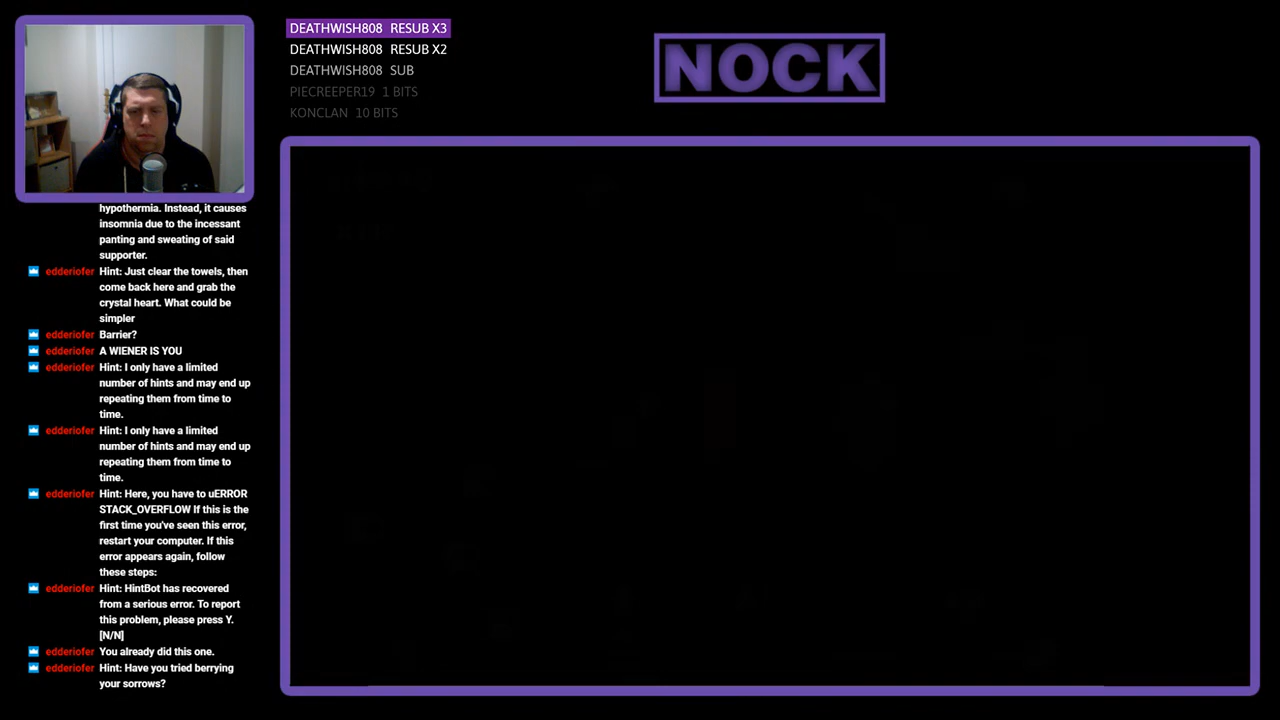 DEATHWISH808 RESUB X3
DEATHWISH808 RESUB X2
DEATHWISH808 SUB
PIECREEPER19 1 BITS
KONCLAN 10 BITS
NOCK
hypothermia. Instead, it causes
insomnia due to the incessant
panting and sweating of said
supporter.
edderiofer Hint: Just clear the towels, then
come back here and grab the
crystal heart. What could be
simpler
edderiofer Barrier?
edderiofer A WIENER IS YOU
edderiofer Hint: I only have a limited
number of hints and may end up
repeating them from time to
time.
edderiofer Hint: I only have a limited
number of hints and may end up
repeating them from time to
time.
edderiofer Hint: Here, you have to uERROR
STACK_OVERFLOW If this is the
first time you've seen this error,
restart your computer. If this
error appears again, follow
these steps:
edderiofer Hint: HintBot has recovered
from a serious error. To report
this problem, please press Y.
[N/N]
edderiofer You already did this one.
edderiofer Hint: Have you tried berrying
your sorrows?